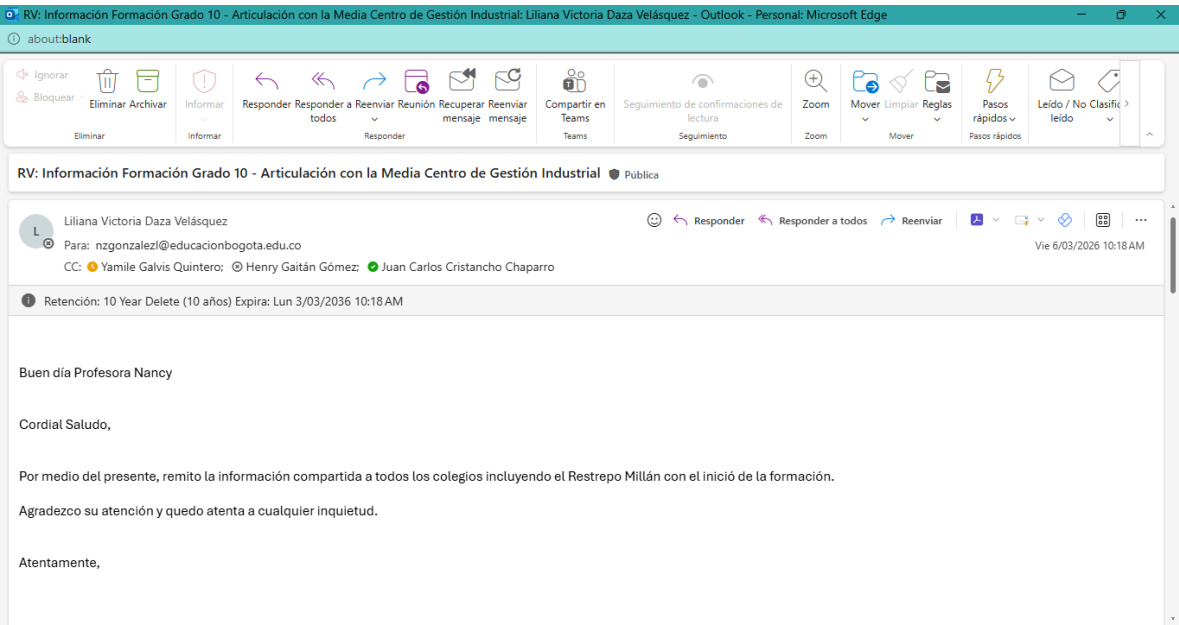 RV: Información Formación Grado 10 - Articulación con la Media Centro de Gestión Industrial: Liliana Victoria Daza Velásquez - Outlook - Personal: Microsoft Edge
about:blank
Ignorar
Bloquear
Eliminar Archivar
Eliminar
Informar
Informar
Responder Responder a todos Reenviar Reunión Recuperar mensaje Reenviar mensaje
Responder
Compartir en Teams
Teams
Seguimiento de confirmaciones de lectura
Seguimiento
Zoom
Zoom
Mover Limpiar Reglas
Mover
Pasos rápidos
Pasos rápidos
Leído / No leído Clasific
RV: Información Formación Grado 10 - Articulación con la Media Centro de Gestión Industrial Pública
L
Liliana Victoria Daza Velásquez
Responder Responder a todos Reenviar
Para: nzgonzalezl@educacionbogota.edu.co
Vie 6/03/2026 10:18 AM
CC: Yamile Galvis Quintero; Henry Gaitán Gómez; Juan Carlos Cristancho Chaparro
Retención: 10 Year Delete (10 años) Expira: Lun 3/03/2036 10:18 AM
Buen día Profesora Nancy
Cordial Saludo,
Por medio del presente, remito la información compartida a todos los colegios incluyendo el Restrepo Millán con el inició de la formación.
Agradezco su atención y quedo atenta a cualquier inquietud.
Atentamente,